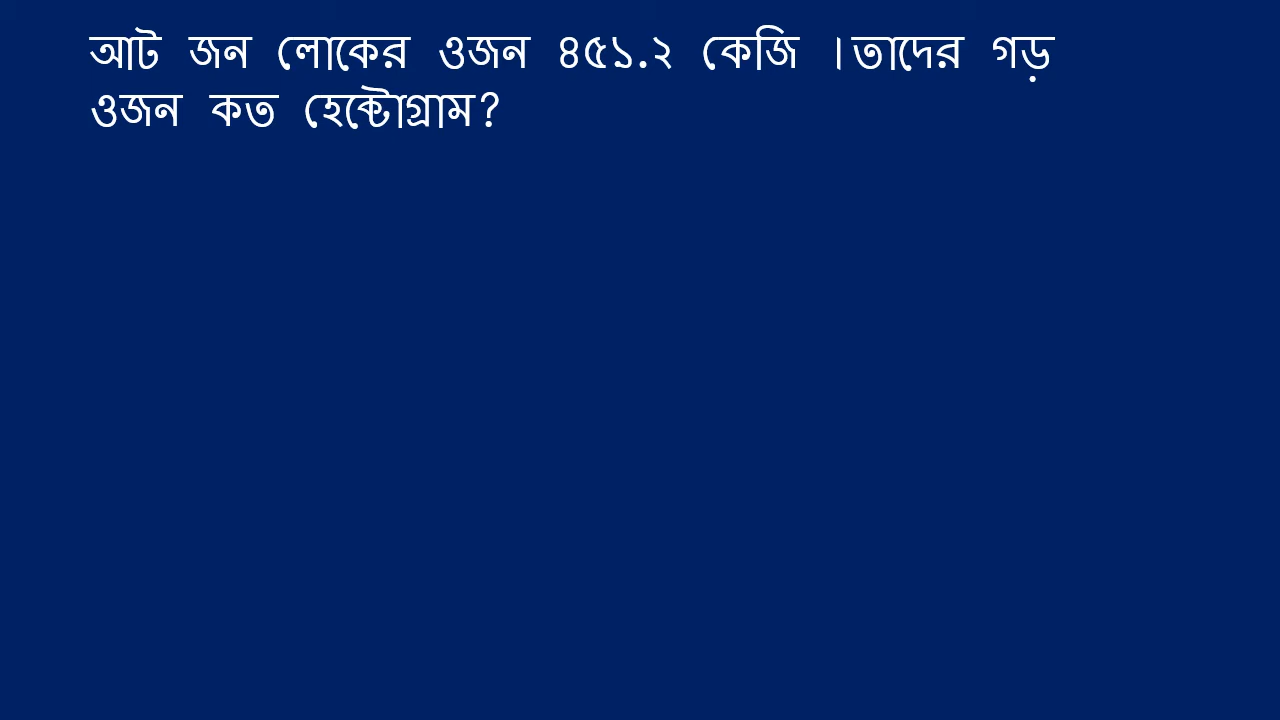 আট জন লোকের ওজন ৪৫১.২ কেজি ।তাদের গড়
ওজন কত হেক্টোগ্রাম?